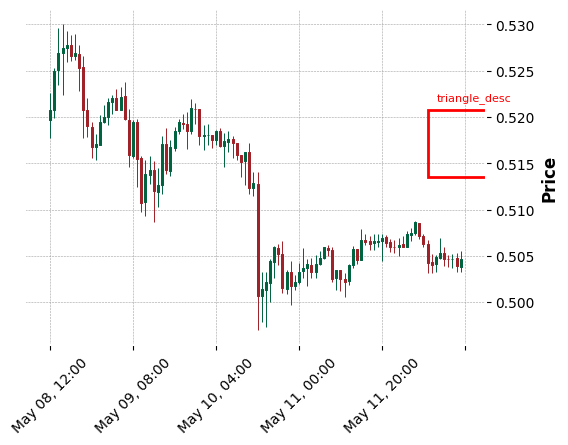 0.530
0.525
triangle_desc
0.520
0.515
0.510
0.505
0.500
Price
May 08, 12:00
May 09, 08:00
May 10, 04:00
May 11, 00:00
May 11, 20:00